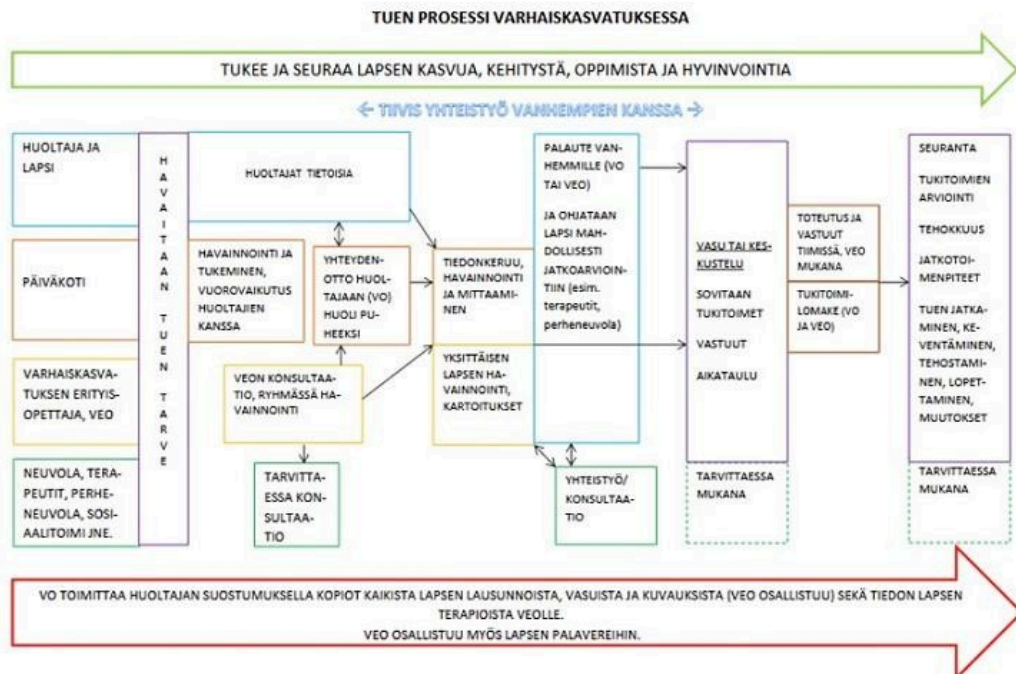 TUEN PROSESSI VARHAISKASVATUKSESSA
TUKEE JA SEURAA LAPSEN KASVUA, KEHITYSTÄ, OPPIMISTA JA HYVINVOINTIA
← TIIVIS YHTEISTYÖ VANHEMPIEN KANSSA →
HUOLTAJA JA
LAPSI
PÄIVÄKOTI
VARHAISKASVA-
TUKSEN ERITYIS-
OPETTAJA, VEO
NEUVOLA, TERA-
PEUTIT, PERHE-
NEUVOLA, SOSI-
AALITOIMI JNE.
HAVAITAAN TUEN TARVE
HUOLTAJAT TIETOISIA
HAVAINNOINTI JA
TUKEMINEN,
VUOROVAIKUTUS
HUOLTAJIEN
KANSSA
YHTEYDEN-
OTTO HUOL-
TAJAAN (VO)
HUOLI PU-
HEEKSI
VEON KONSULTAA-
TIO, RYHMÄSSÄ HA-
VAINNOINTI
TARVITTA-
ESSA KON-
SULTAA-
TIO
TIEDONKERUU,
HAVAINNOINTI
JA MITTAAMI-
NEN
YKSITTÄISEN
LAPSEN HA-
VAINNOINTI,
KARTOITUKSET
PALAUTE VAN-
HEMMILLE (VO
TAI VEO)
JA OHJATAAN
LAPSI MAH-
DOLLISESTI
JATKOARVIOIN-
TIIN (esim.
terapeutit,
perheneuvola)
YHTEISTYÖ/
KONSULTAA-
TIO
VASU TAI KES-
KUSTELU
SOVITAAN
TUKITOIMET
VASTUUT
AIKATAULU
TARVITTAESSA
MUKANA
TOTEUTUS JA
VASTUUT
TIIMISSÄ, VEO
MUKANA
TUKITOIMI-
LOMAKE (VO
JA VEO)
SEURANTA
TUKITOIMIEN
ARVIOINTI
TEHOKKUUS
JATKOTOI-
MENPITEET
TUEN JATKA-
MINEN, KE-
VENTÄMINEN,
TEHOSTAMI-
NEN, LOPET-
TAMINEN,
MUUTOKSET
TARVITTAESSA
MUKANA
VO TOIMITTAA HUOLTAJAN SUOSTUMUKSELLA KOPIOT KAIKISTA LAPSEN LAUSUNNOISTA, VASUISTA JA KUVAUKSISTA (VEO OSALLISTUU) SEKÄ TIEDON LAPSEN
TERAPIOISTA VEOLLE.
VEO OSALLISTUU MYÖS LAPSEN PALAVEREIHIN.